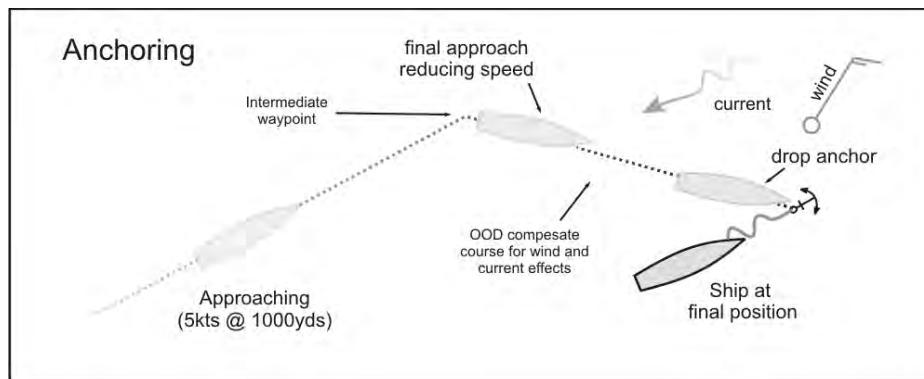 Anchoring
final approach
reducing speed
Intermediate
waypoint
current
wind
drop anchor
OOD compesate
course for wind and
current effects
Approaching
(5kts @ 1000yds)
Ship at
final position